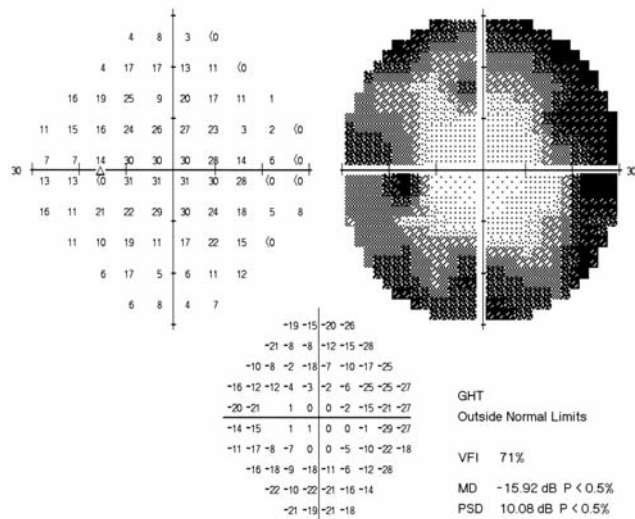 4 8 3 (0
4 17 17 13 11 (0
16 19 25 9 20 17 11 1
11 15 16 24 26 27 23 3 2 (0
7 7 14 30 30 30 28 14 6 (0
30 30
13 13 (0 31 31 31 30 28 (0 (0
16 11 21 22 29 30 24 18 5 8
11 10 19 11 17 22 15 (0
6 17 5 6 11 12
6 8 4 7
-19 -15 -20 -26
-21 -8 -8 -12 -15 -28
-10 -8 -2 -18 -7 -10 -17 -25
-16 -12 -12 -4 -3 -2 -6 -25 -25 -27
-20 -21 1 0 0 -2 -15 -21 -27
-14 -15 1 1 0 0 -1 -29 -27
-11 -17 -8 -7 0 0 -5 -10 -22 -18
-16 -18 -9 -18 -11 -6 -12 -28
-22 -10 -22 -21 -16 -14
-21 -19 -21 -18
GHT
Outside Normal Limits
VFI 71%
MD -15.92 dB P < 0.5%
PSD 10.08 dB P < 0.5%